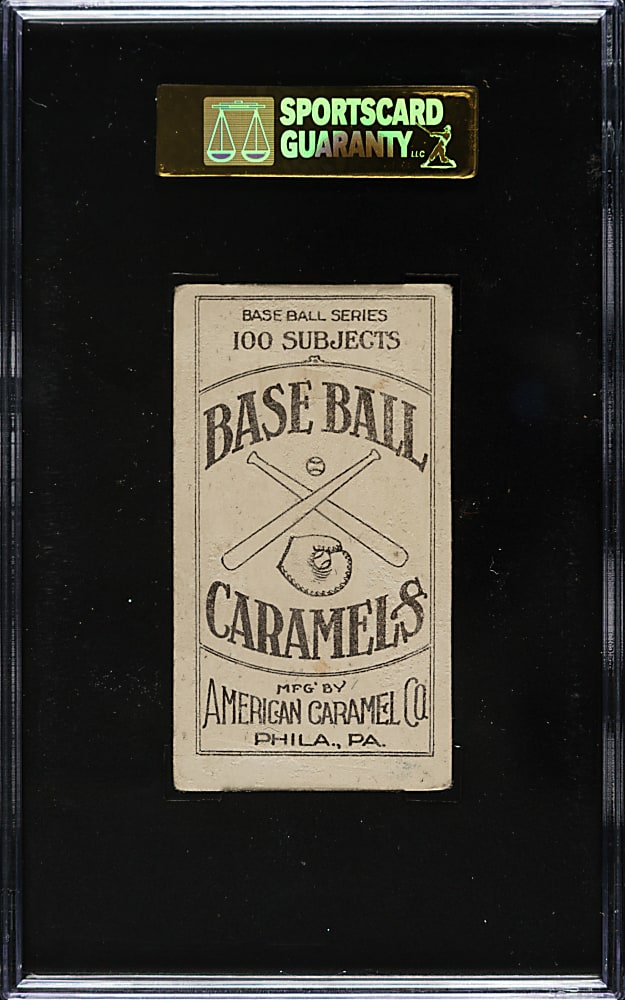 SPORTSCARD
GUARANTY LLC
BASE BALL SERIES
100 SUBJECTS
BASE BALL
CARAMELS
MFG' BY
AMERICAN CARAMEL Co
PHILA., PA.